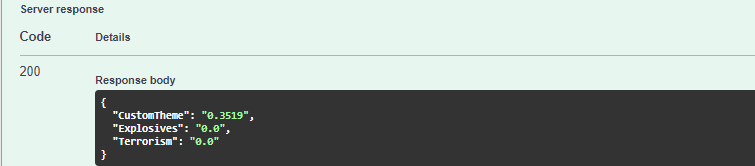 Server response
Code Details
200
Response body
{
"CustomTheme": "0.3519",
"Explosives": "0.0",
"Terrorism": "0.0"
}